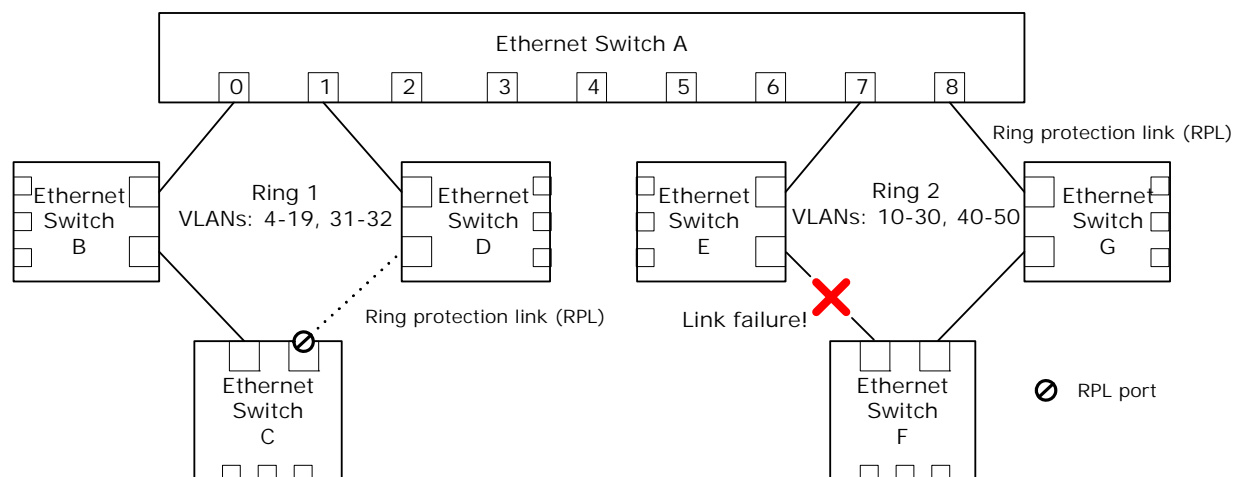 Ethernet Switch A
0 1 2 3 4 5 6 7 8
Ring protection link (RPL)
Ethernet
Switch
B
Ring 1
VLANs: 4-19, 31-32
Ethernet
Switch
D
Ethernet
Switch
E
Ring 2
VLANs: 10-30, 40-50
Ethernet
Switch
G
Ring protection link (RPL)
Link failure!
Ethernet
Switch
C
Ethernet
Switch
F
RPL port